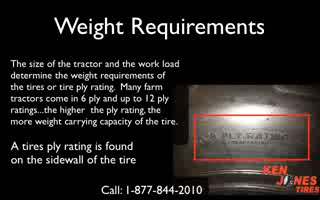 Weight Requirements
The size of the tractor and the work load
determine the weight requirements of
the tires or tire ply rating. Many farm
tractors come in 6 ply and up to 12 ply
ratings...the higher the ply rating, the
more weight carrying capacity of the tire.
A tires ply rating is found
on the sidewall of the tire
PLY RATING
KEN
JONES
TIRES
Call: 1-877-844-2010